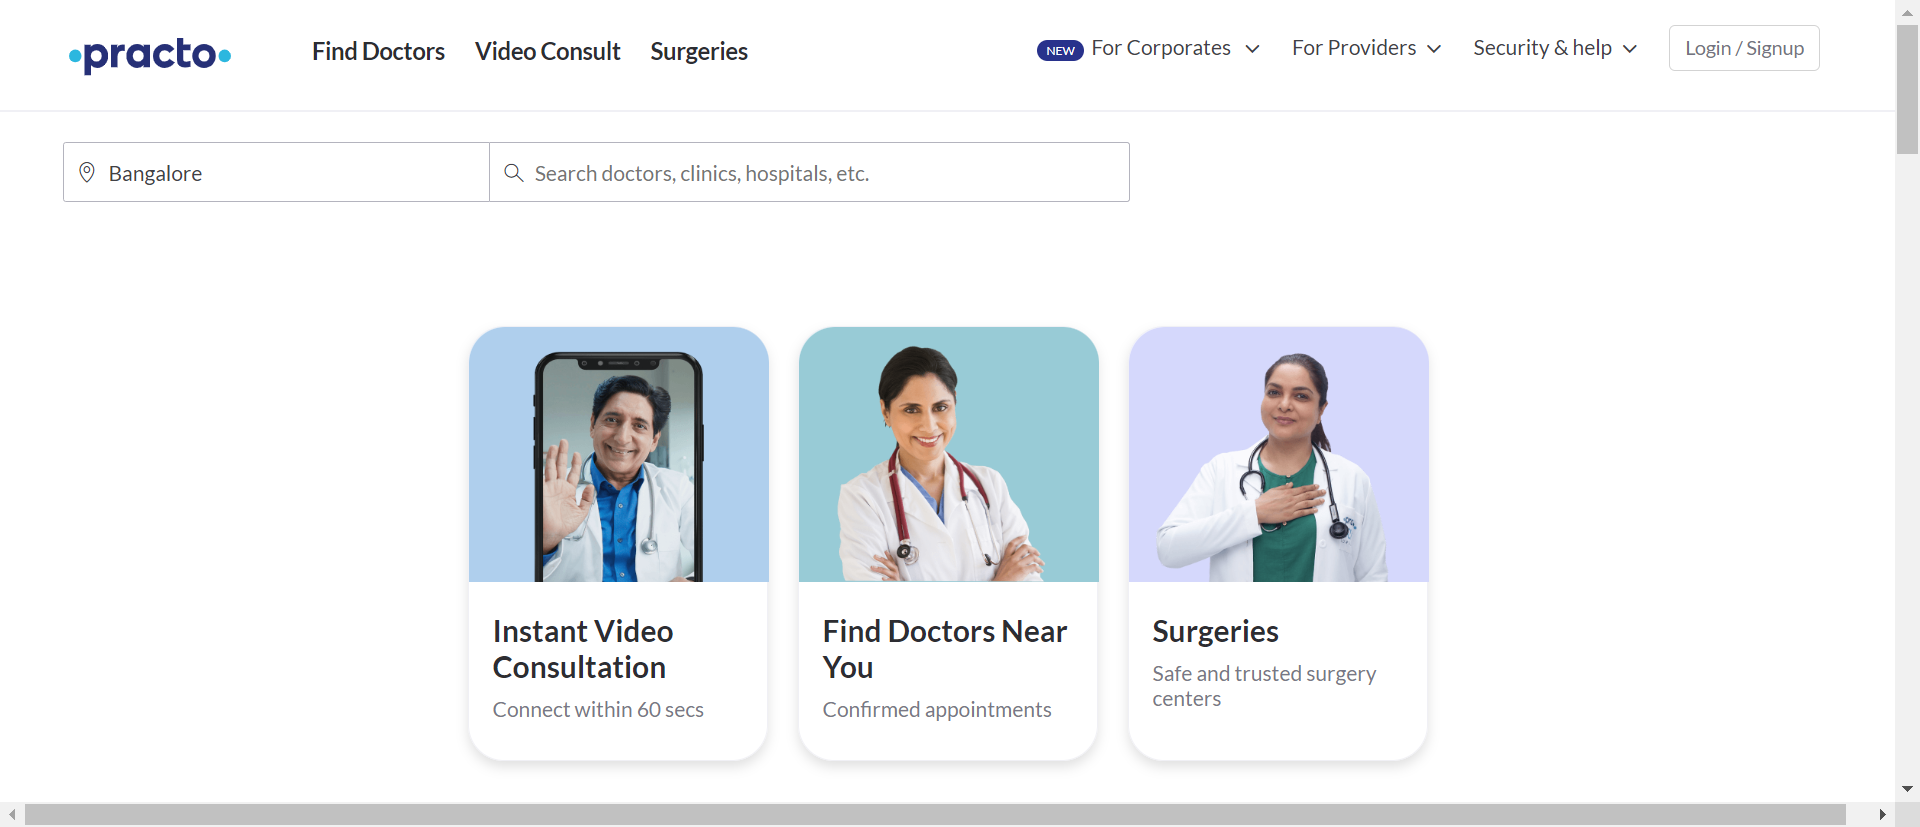 practo
Find Doctors
Video Consult
Surgeries
NEW
For Corporates
For Providers
Security & help
Login / Signup
Bangalore
Search doctors, clinics, hospitals, etc.
Instant Video
Consultation
Connect within 60 secs
Find Doctors Near
You
Confirmed appointments
Surgeries
Safe and trusted surgery
centers